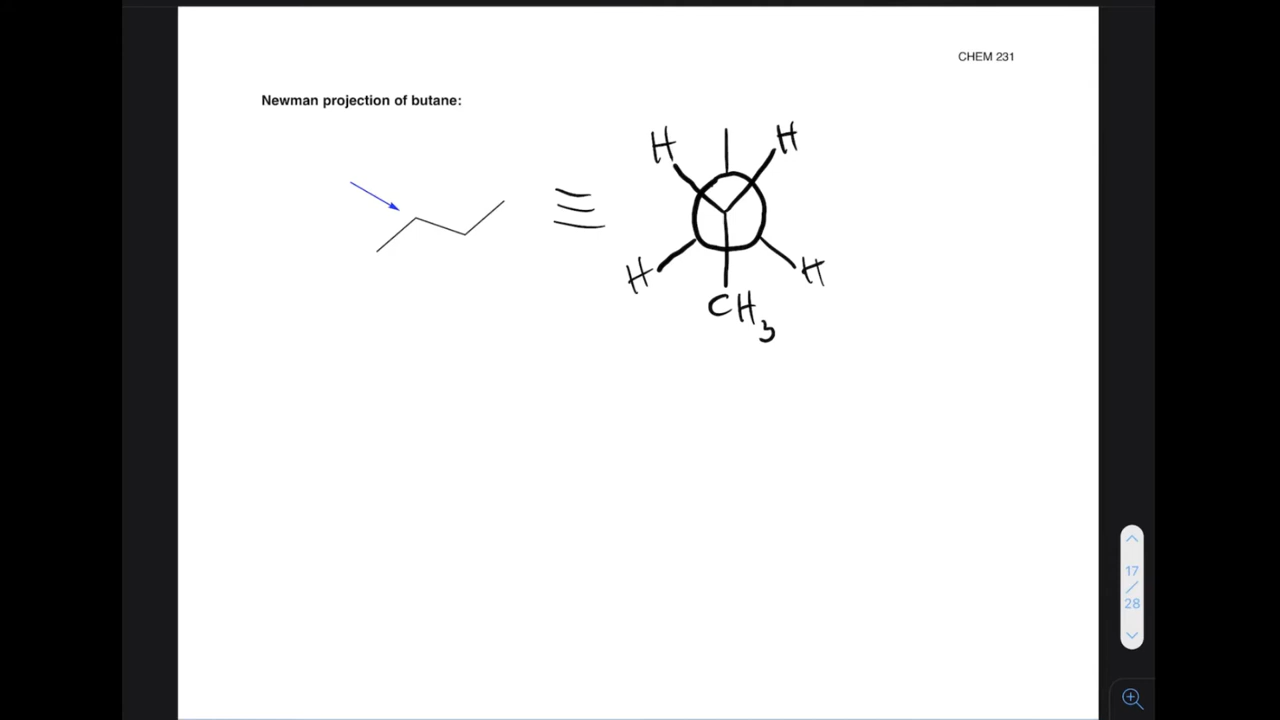 CHEM 231
Newman projection of butane:
H H
H H
CH3
17
/
28